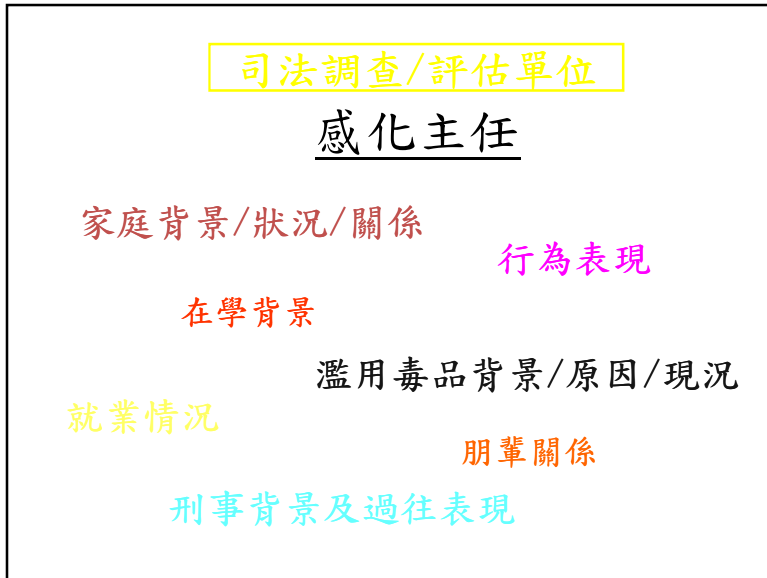 司法調查/評估單位
感化主任
家庭背景/狀況/關係
行為表現
在學背景
濫用毒品背景/原因/現況
就業情況
朋輩關係
刑事背景及過往表現